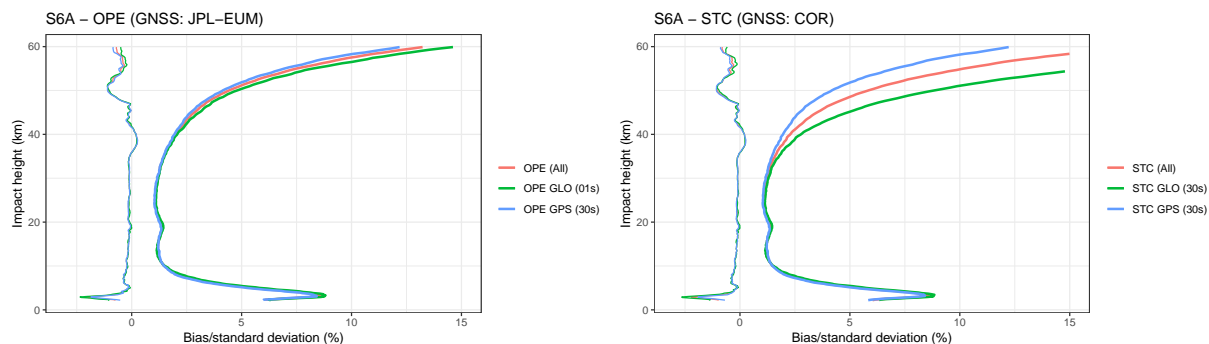 S6A − OPE (GNSS: JPL−EUM)
60
40
20
0
Impact height (km)
0
5
10
15
Bias/standard deviation (%)
OPE (All)
OPE GLO (01s)
OPE GPS (30s)
S6A − STC (GNSS: COR)
60
40
20
0
Impact height (km)
0
5
10
15
Bias/standard deviation (%)
STC (All)
STC GLO (30s)
STC GPS (30s)